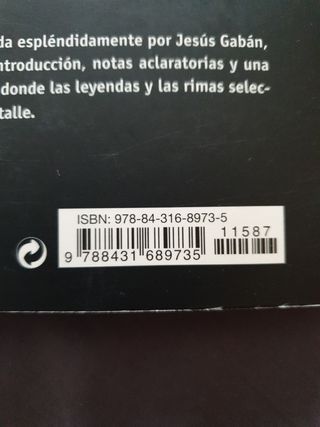 da espléndidamente por Jesús Gabán,
ntroducción, notas aclaratorias y una
donde las leyendas y las rimas selec-
talle.
ISBN: 978-84-316-8973-5
11587
9 788431 689735